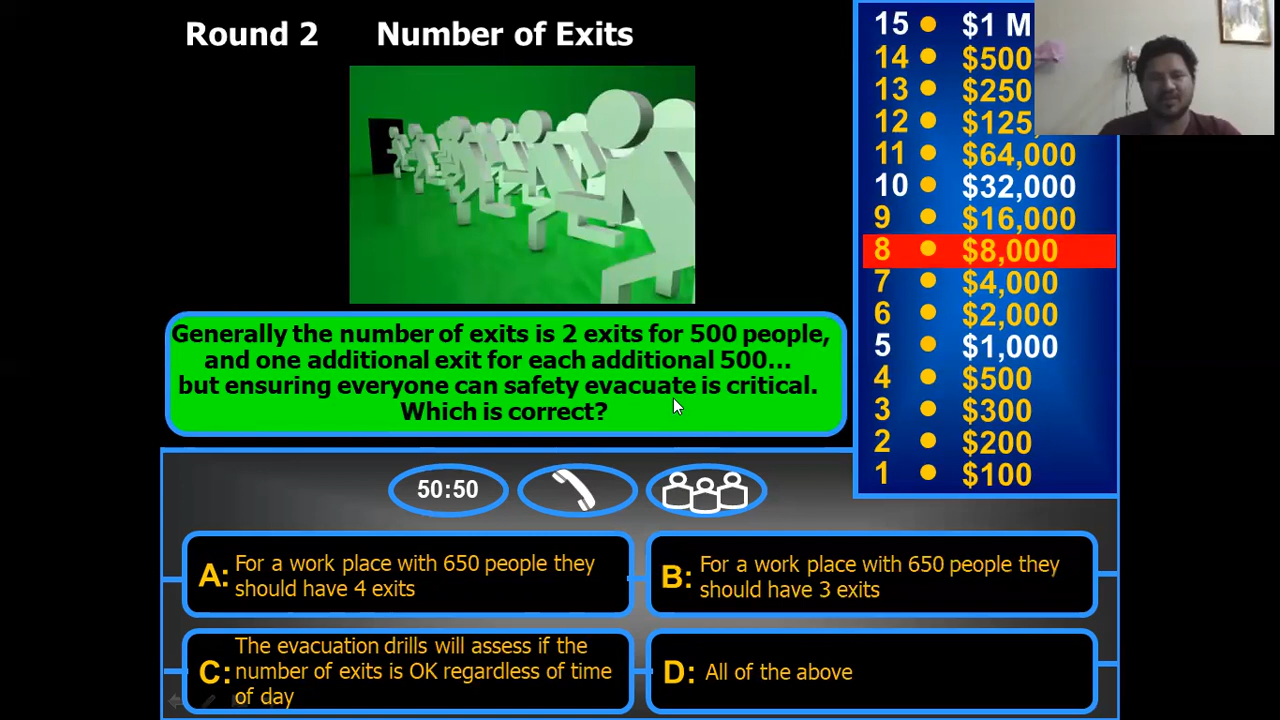 Round 2 Number of Exits
15 $1 M
14 $500
13 $250
12 $125,
11 $64,000
10 $32,000
9 $16,000
8 $8,000
7 $4,000
6 $2,000
5 $1,000
4 $500
3 $300
2 $200
1 $100
Generally the number of exits is 2 exits for 500 people,
and one additional exit for each additional 500...
but ensuring everyone can safety evacuate is critical.
Which is correct?
50:50
A: For a work place with 650 people they
should have 4 exits
B: For a work place with 650 people they
should have 3 exits
C: The evacuation drills will assess if the
number of exits is OK regardless of time
of day
D: All of the above